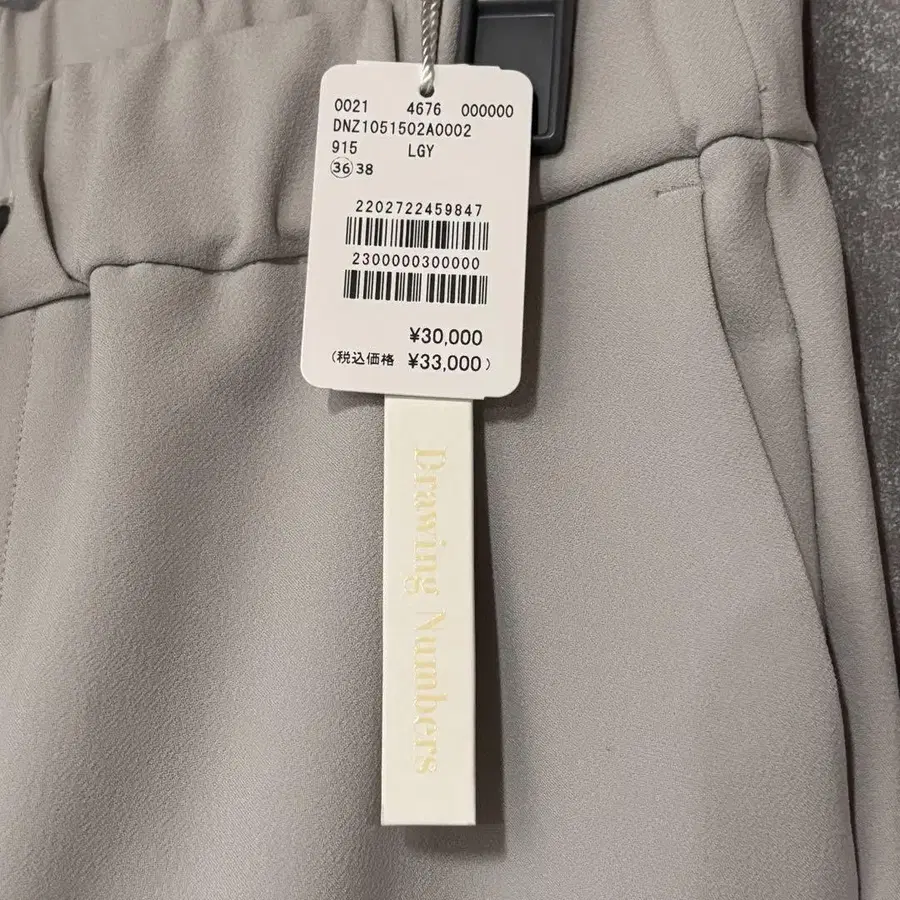 0021 4676 000000
DNZ1051502A0002
915 LGY
36 38
2202722459847
2300000300000
¥30,000
(税込価格 ¥33,000)
Drawing Numbers